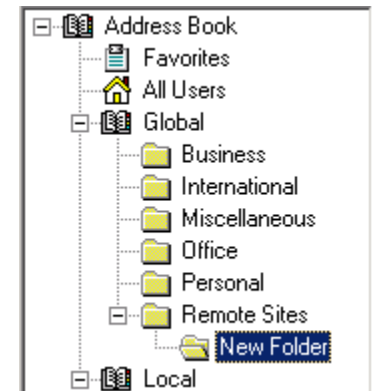 Address Book
Favorites
All Users
Global
Business
International
Miscellaneous
Office
Personal
Remote Sites
New Folder
Local